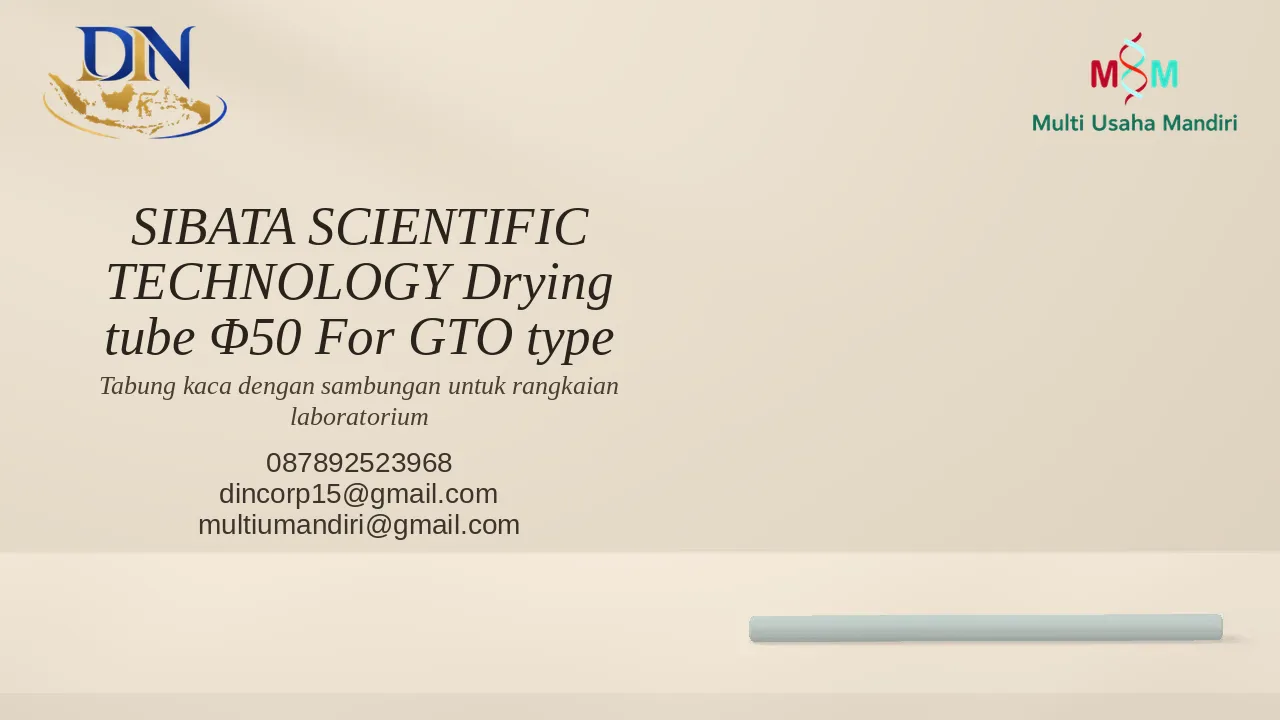 DIN
M M
Multi Usaha Mandiri
SIBATA SCIENTIFIC
TECHNOLOGY Drying
tube Φ50 For GTO type
Tabung kaca dengan sambungan untuk rangkaian
laboratorium
087892523968
dincorp15@gmail.com
multiumandiri@gmail.com